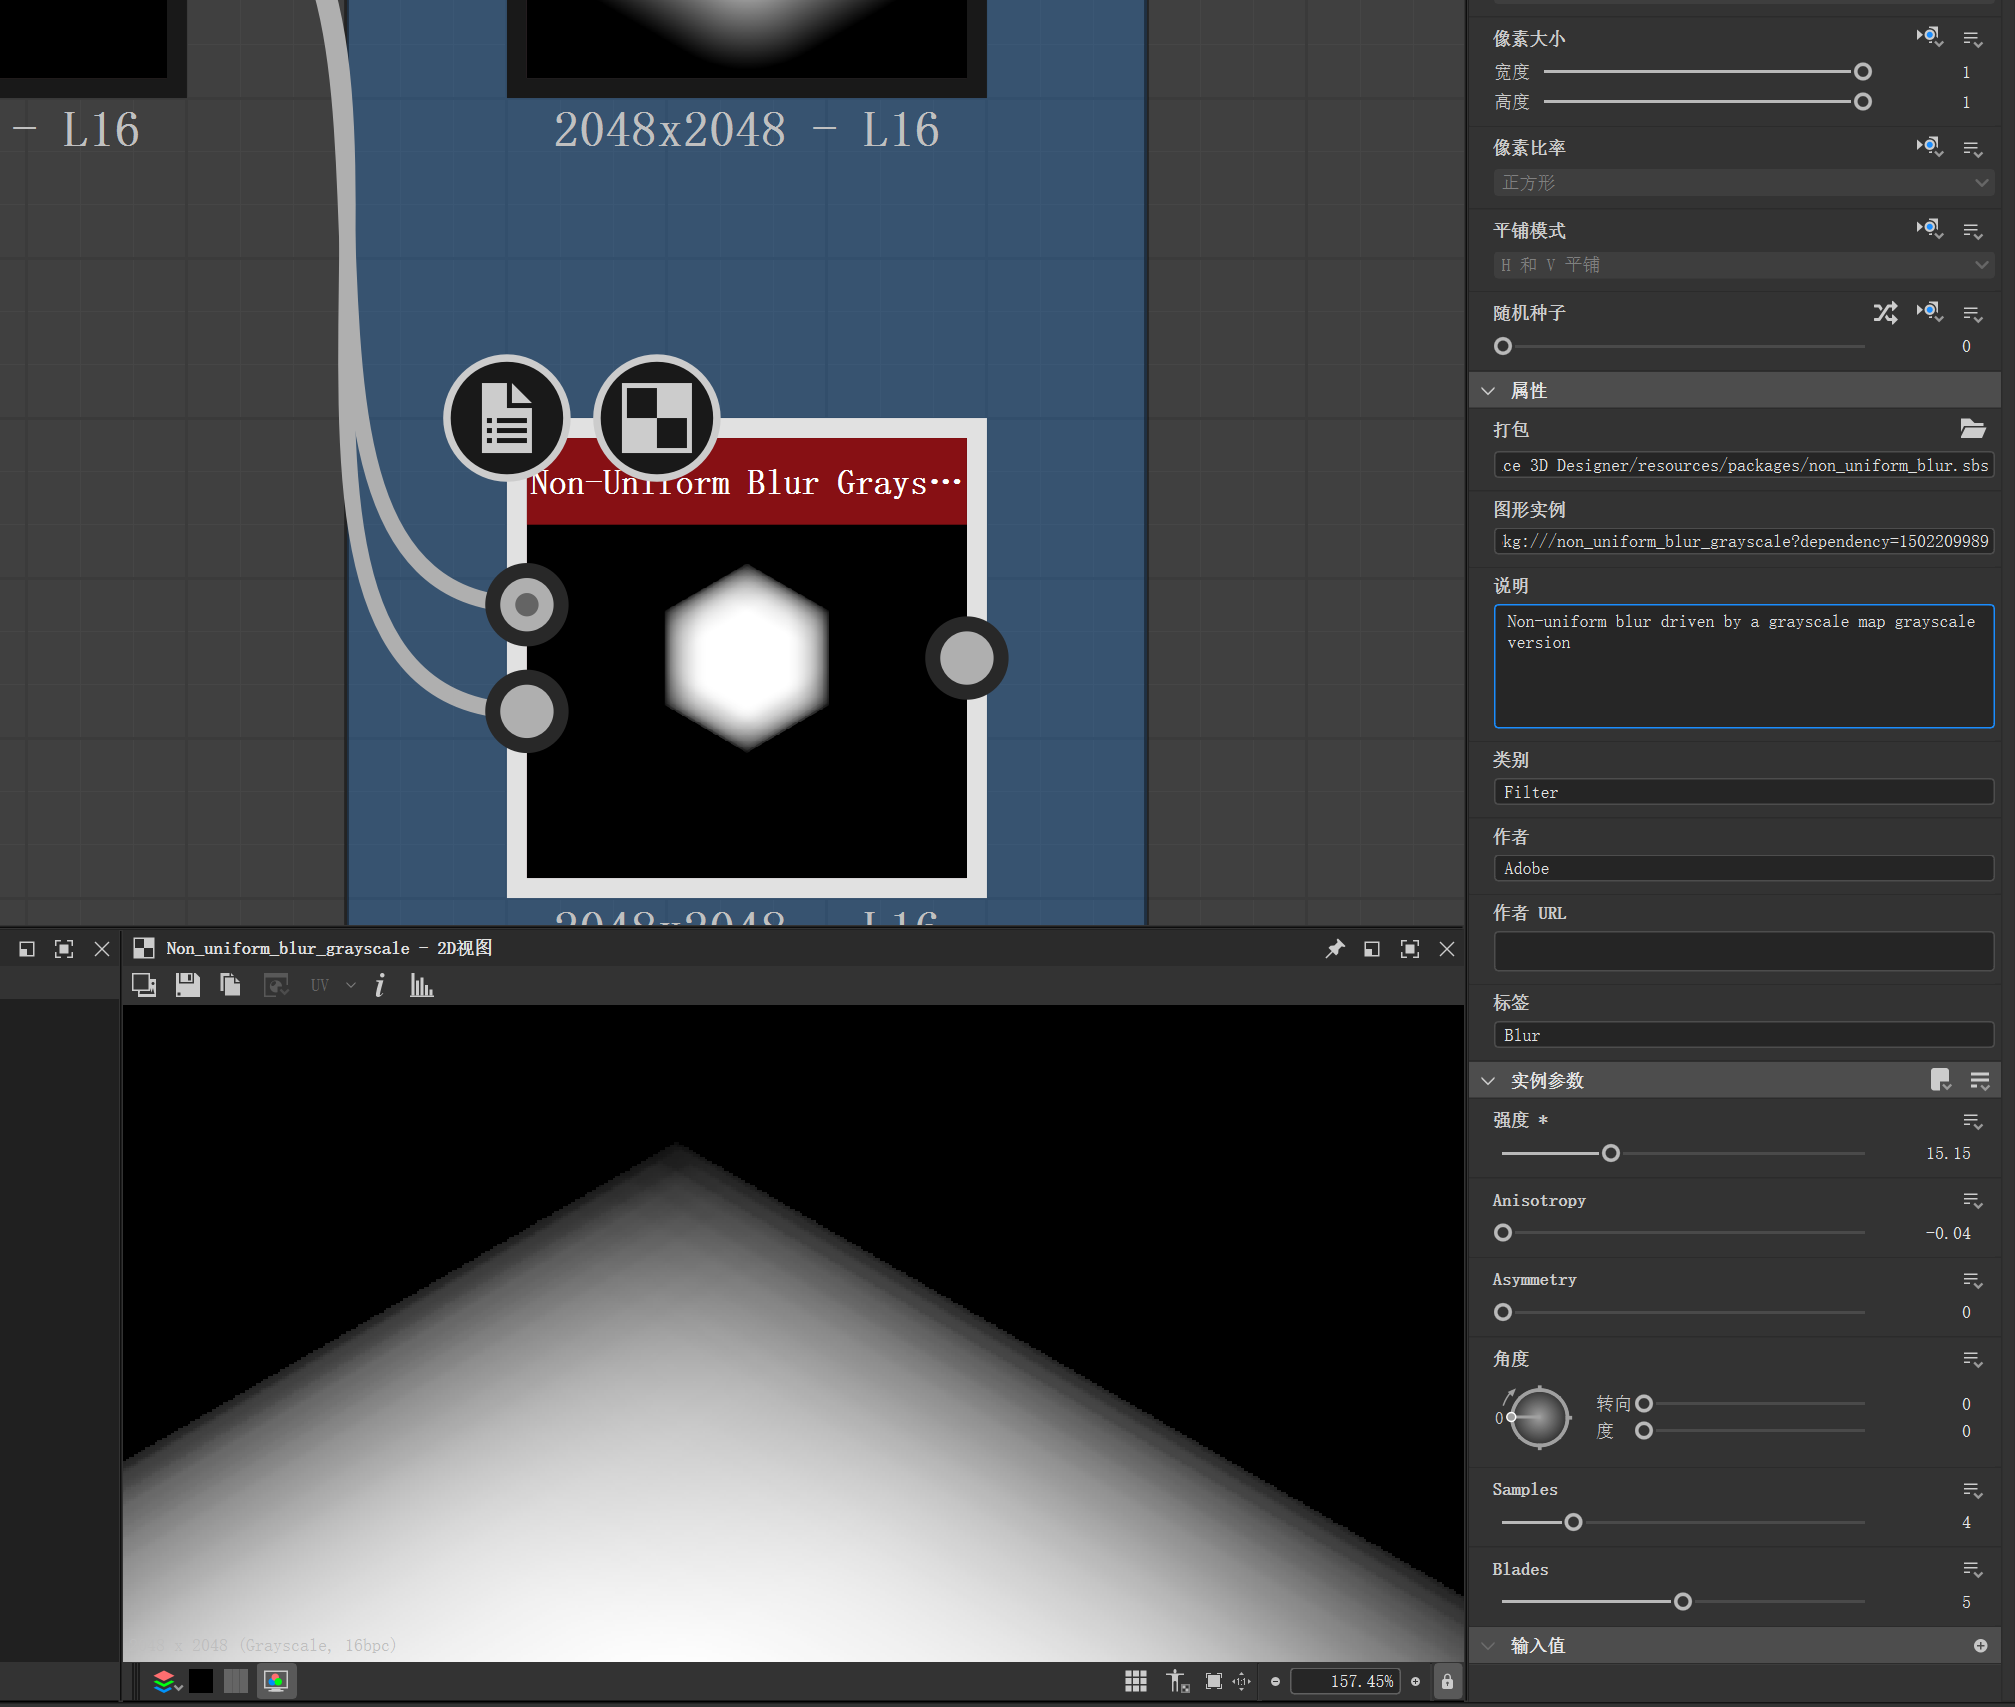 - L16
2048x2048 - L16
Non-Uniform Blur Grays…
Non_uniform_blur_grayscale - 2D视图
UV
x 2048 (Grayscale, 16bpc)
157.45%
像素大小
宽度 1
高度 1
像素比率
正方形
平铺模式
H 和 V 平铺
随机种子
0
属性
打包
ce 3D Designer/resources/packages/non_uniform_blur.sbs
图形实例
kg:///non_uniform_blur_grayscale?dependency=1502209989
说明
Non-uniform blur driven by a grayscale map grayscale
version
类别
Filter
作者
Adobe
作者 URL
标签
Blur
实例参数
强度 *
15.15
Anisotropy
-0.04
Asymmetry
0
角度
0 转向 0
度 0
Samples
4
Blades
5
输入值